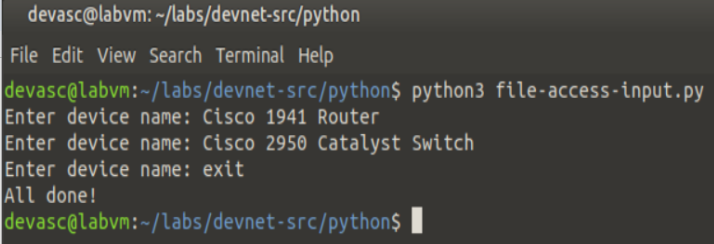 devasc@labvm: ~/labs/devnet-src/python
File Edit View Search Terminal Help
devasc@labvm:~/labs/devnet-src/python$ python3 file-access-input.py
Enter device name: Cisco 1941 Router
Enter device name: Cisco 2950 Catalyst Switch
Enter device name: exit
All done!
devasc@labvm:~/labs/devnet-src/python$